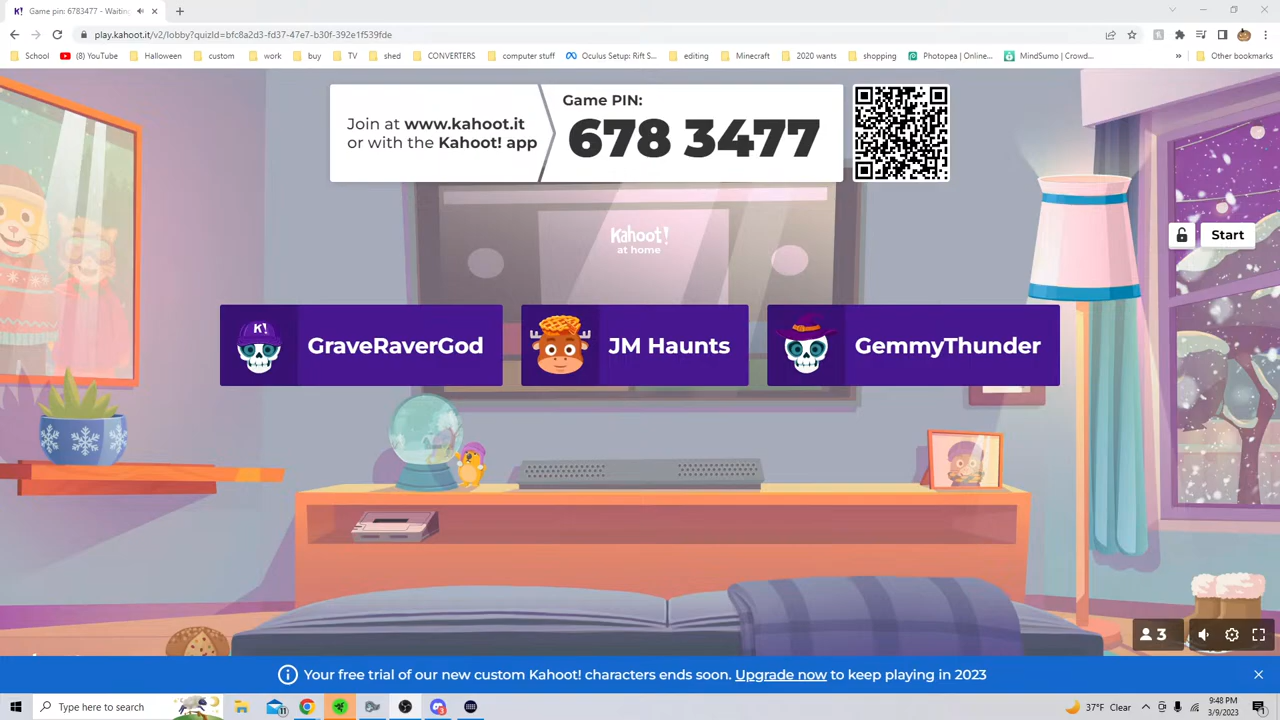 K! Game pin: 6783477 - Waitin
play.kahoot.it/v2/lobby?quizId=bfc8a2d3-fd37-47e7-b30f-392e1f539fde
School (8) YouTube Halloween custom work buy TV shed CONVERTERS computer stuff Oculus Setup: Rift S... editing Minecraft 2020 wants shopping Photopea | Online... MindSumo | Crowd... » Other bookmarks
Join at www.kahoot.it
or with the Kahoot! app
Game PIN:
678 3477
Kahoot!
at home
Start
K!
GraveRaverGod
JM Haunts
GemmyThunder
3
Your free trial of our new custom Kahoot! characters ends soon. Upgrade now to keep playing in 2023
Type here to search
11
37°F Clear
9:48 PM
3/9/2023
1